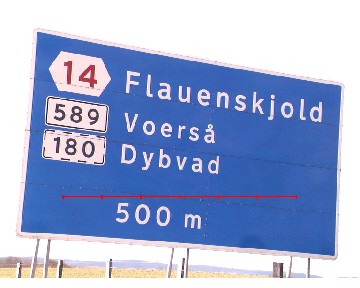 14 Flauenskjold
589 Voerså
180 Dybvad
500 m